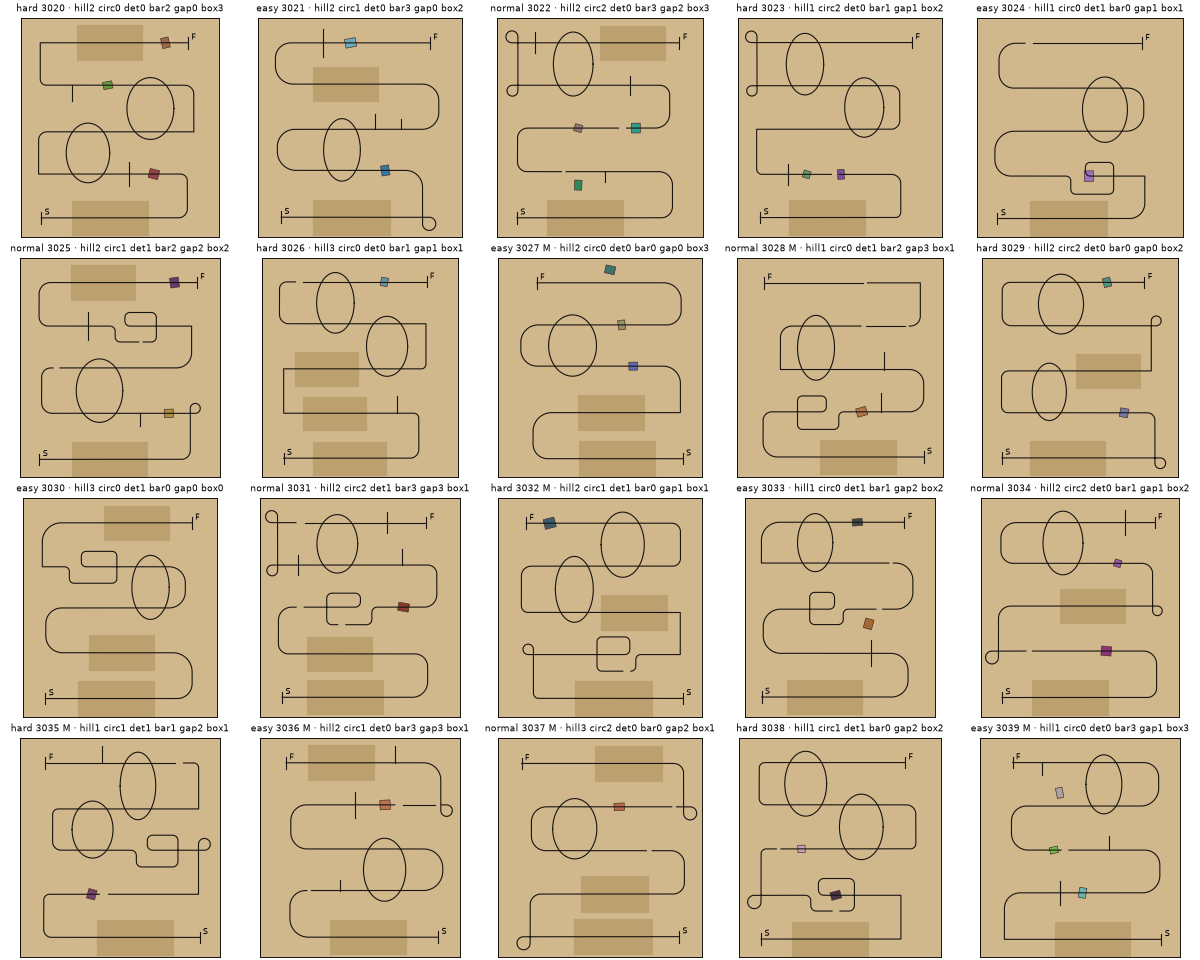 hard 3020 · hill2 circ0 det0 bar2 gap0 box3
easy 3021 · hill2 circ1 det0 bar3 gap0 box2
normal 3022 · hill2 circ2 det0 bar3 gap2 box3
hard 3023 · hill1 circ2 det0 bar1 gap1 box2
easy 3024 · hill1 circ0 det1 bar0 gap1 box1
F
F
F
F
F
S
S
S
S
S
normal 3025 · hill2 circ1 det1 bar2 gap2 box2
hard 3026 · hill3 circ0 det0 bar1 gap1 box1
easy 3027 M · hill2 circ0 det0 bar0 gap0 box3
normal 3028 M · hill1 circ0 det1 bar2 gap3 box1
hard 3029 · hill2 circ2 det0 bar0 gap0 box2
F
F
F
F
F
S
S
S
S
S
easy 3030 · hill3 circ0 det1 bar0 gap0 box0
normal 3031 · hill2 circ2 det1 bar3 gap3 box1
hard 3032 M · hill2 circ1 det1 bar0 gap1 box1
easy 3033 · hill1 circ0 det1 bar1 gap2 box2
normal 3034 · hill2 circ2 det0 bar1 gap1 box2
F
F
F
F
F
S
S
S
S
S
hard 3035 M · hill1 circ1 det1 bar1 gap2 box1
easy 3036 M · hill2 circ1 det0 bar3 gap3 box1
normal 3037 M · hill3 circ2 det0 bar0 gap2 box1
hard 3038 · hill1 circ1 det1 bar0 gap2 box2
easy 3039 M · hill1 circ0 det0 bar3 gap1 box3
F
F
F
F
F
S
S
S
S
S